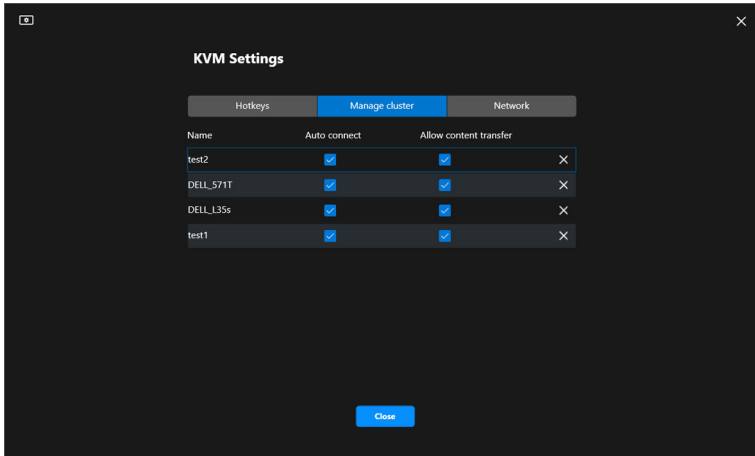 KVM Settings
Hotkeys Manage cluster Network
Name Auto connect Allow content transfer
test2
DELL_571T
DELL_L35s
test1
Close